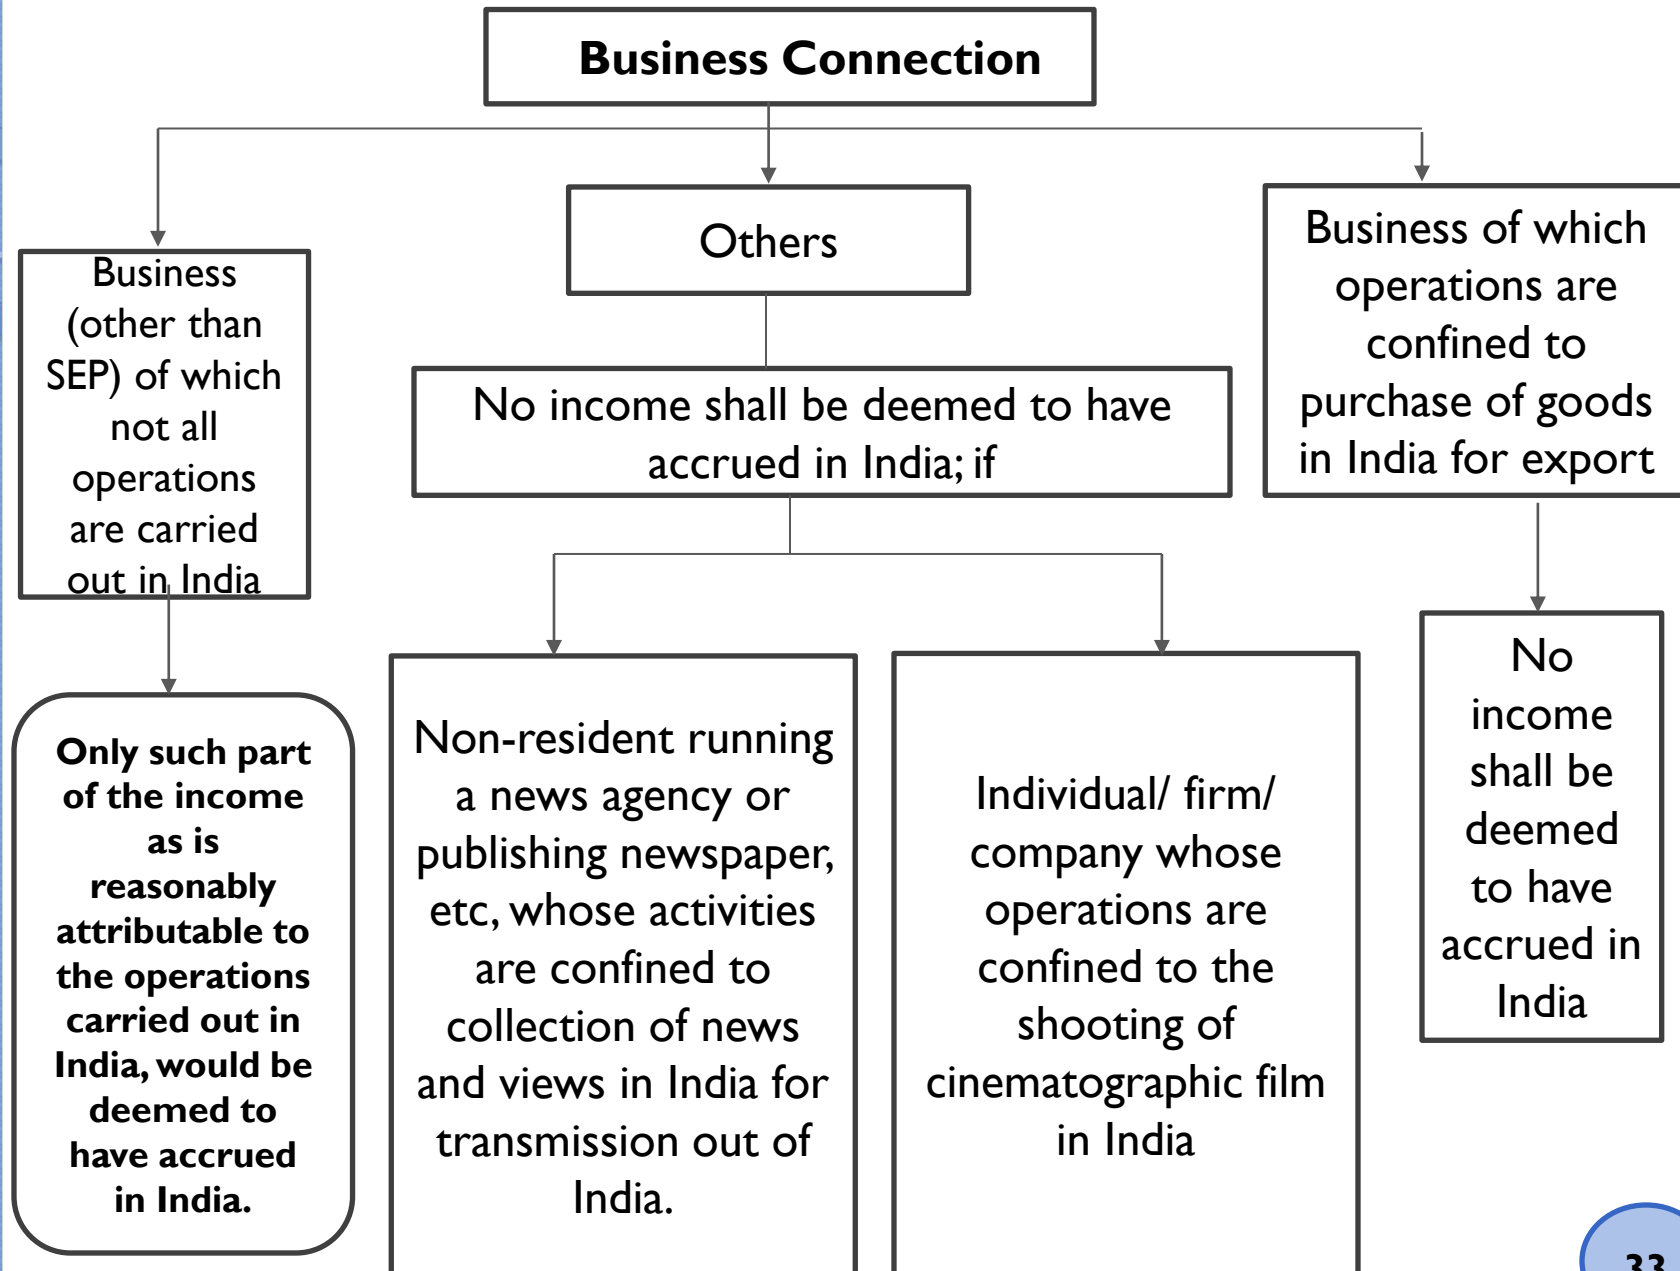 Business Connection
Others
Business
(other than
SEP) of which
not all
operations
are carried
out in India
Business of which
operations are
confined to
purchase of goods
in India for export
No income shall be deemed to have
accrued in India; if
Only such part
of the income
as is
reasonably
attributable to
the operations
carried out in
India, would be
deemed to
have accrued
in India.
Non-resident running
a news agency or
publishing newspaper,
etc, whose activities
are confined to
collection of news
and views in India for
transmission out of
India.
Individual/ firm/
company whose
operations are
confined to the
shooting of
cinematographic film
in India
No
income
shall be
deemed
to have
accrued in
India
33